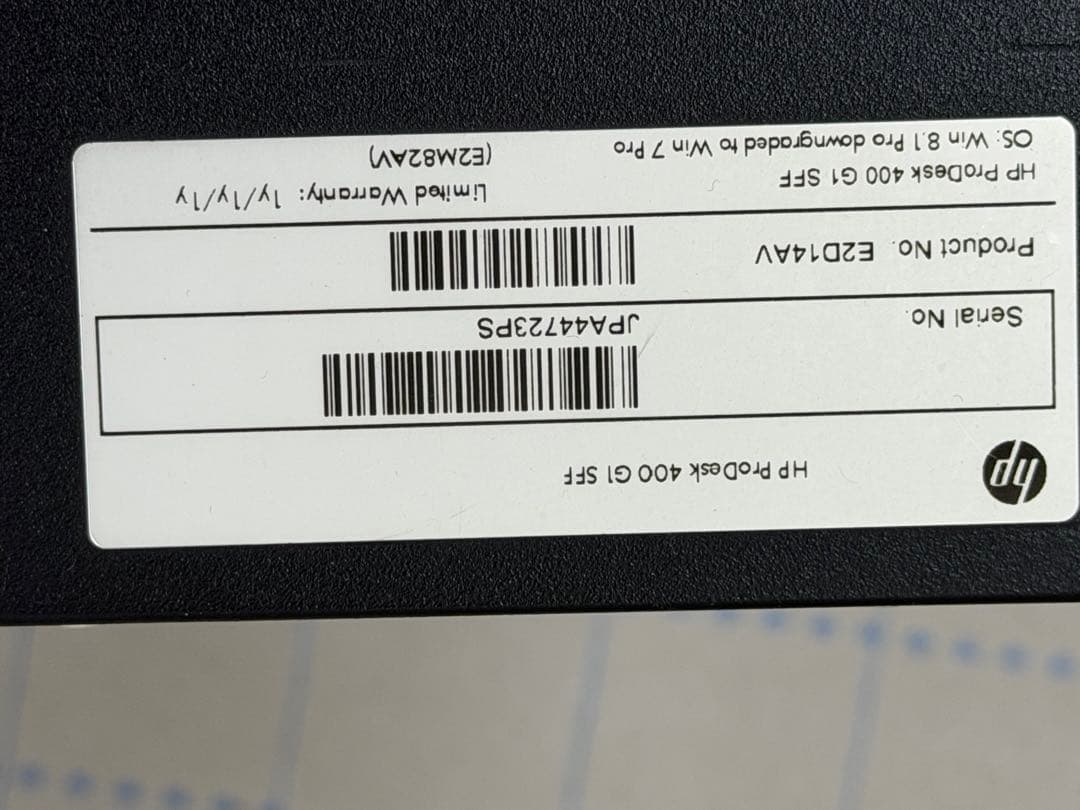 hp
HP ProDesk 400 G1 SFF
Serial No.
JPA44723PS
Product No. E2D14AV
HP ProDesk 400 G1 SFF
Limited Warranty: 1y/1y/1y
OS: Win 8.1 Pro downgraded to Win 7 Pro
(E2M82AV)